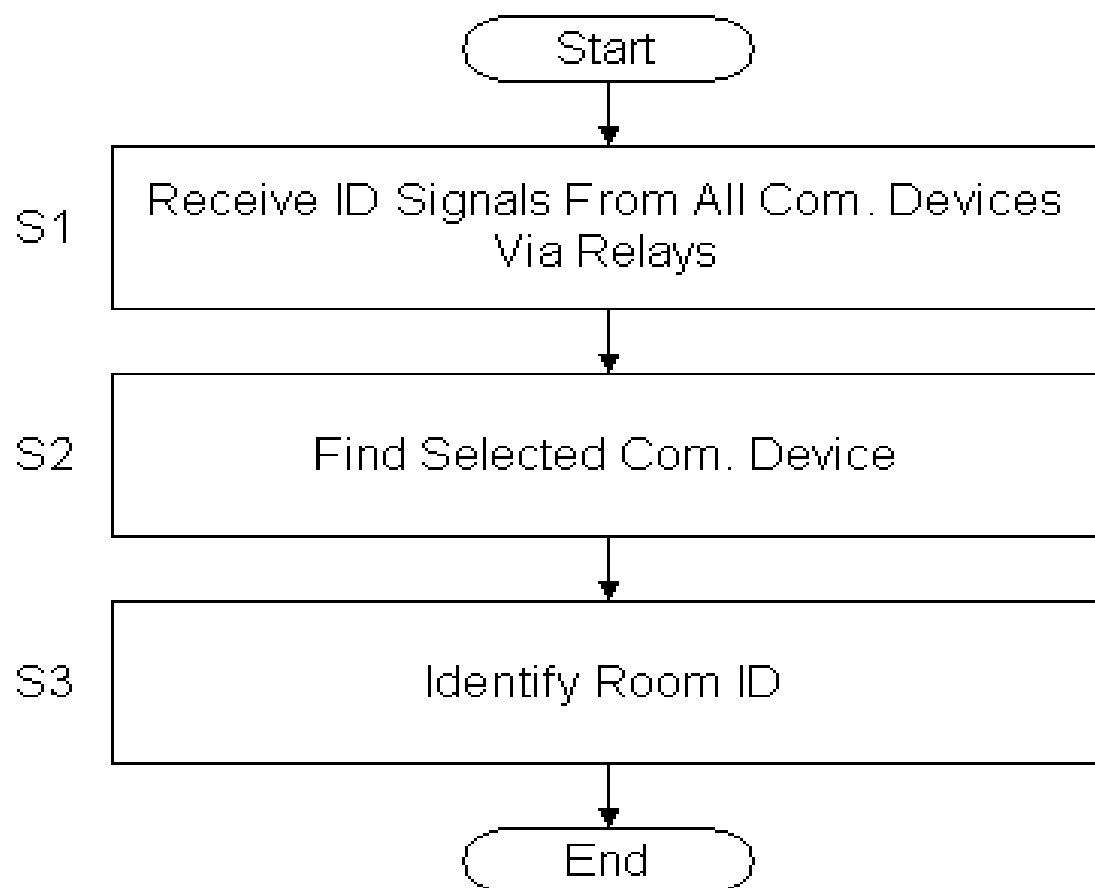 Start
S1
Receive ID Signals From All Com. Devices
Via Relays
S2
Find Selected Com. Device
S3
Identify Room ID
End